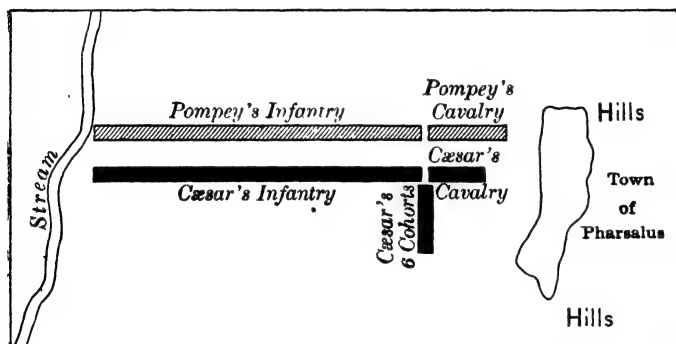 Pompey's
Pompey's Infantry
Cavalry
Hills
Cæsar's
Cæsar's Infantry
Cavalry
Cæsar's
6 Cohorts
Stream
Town
of
Pharsalus
Hills